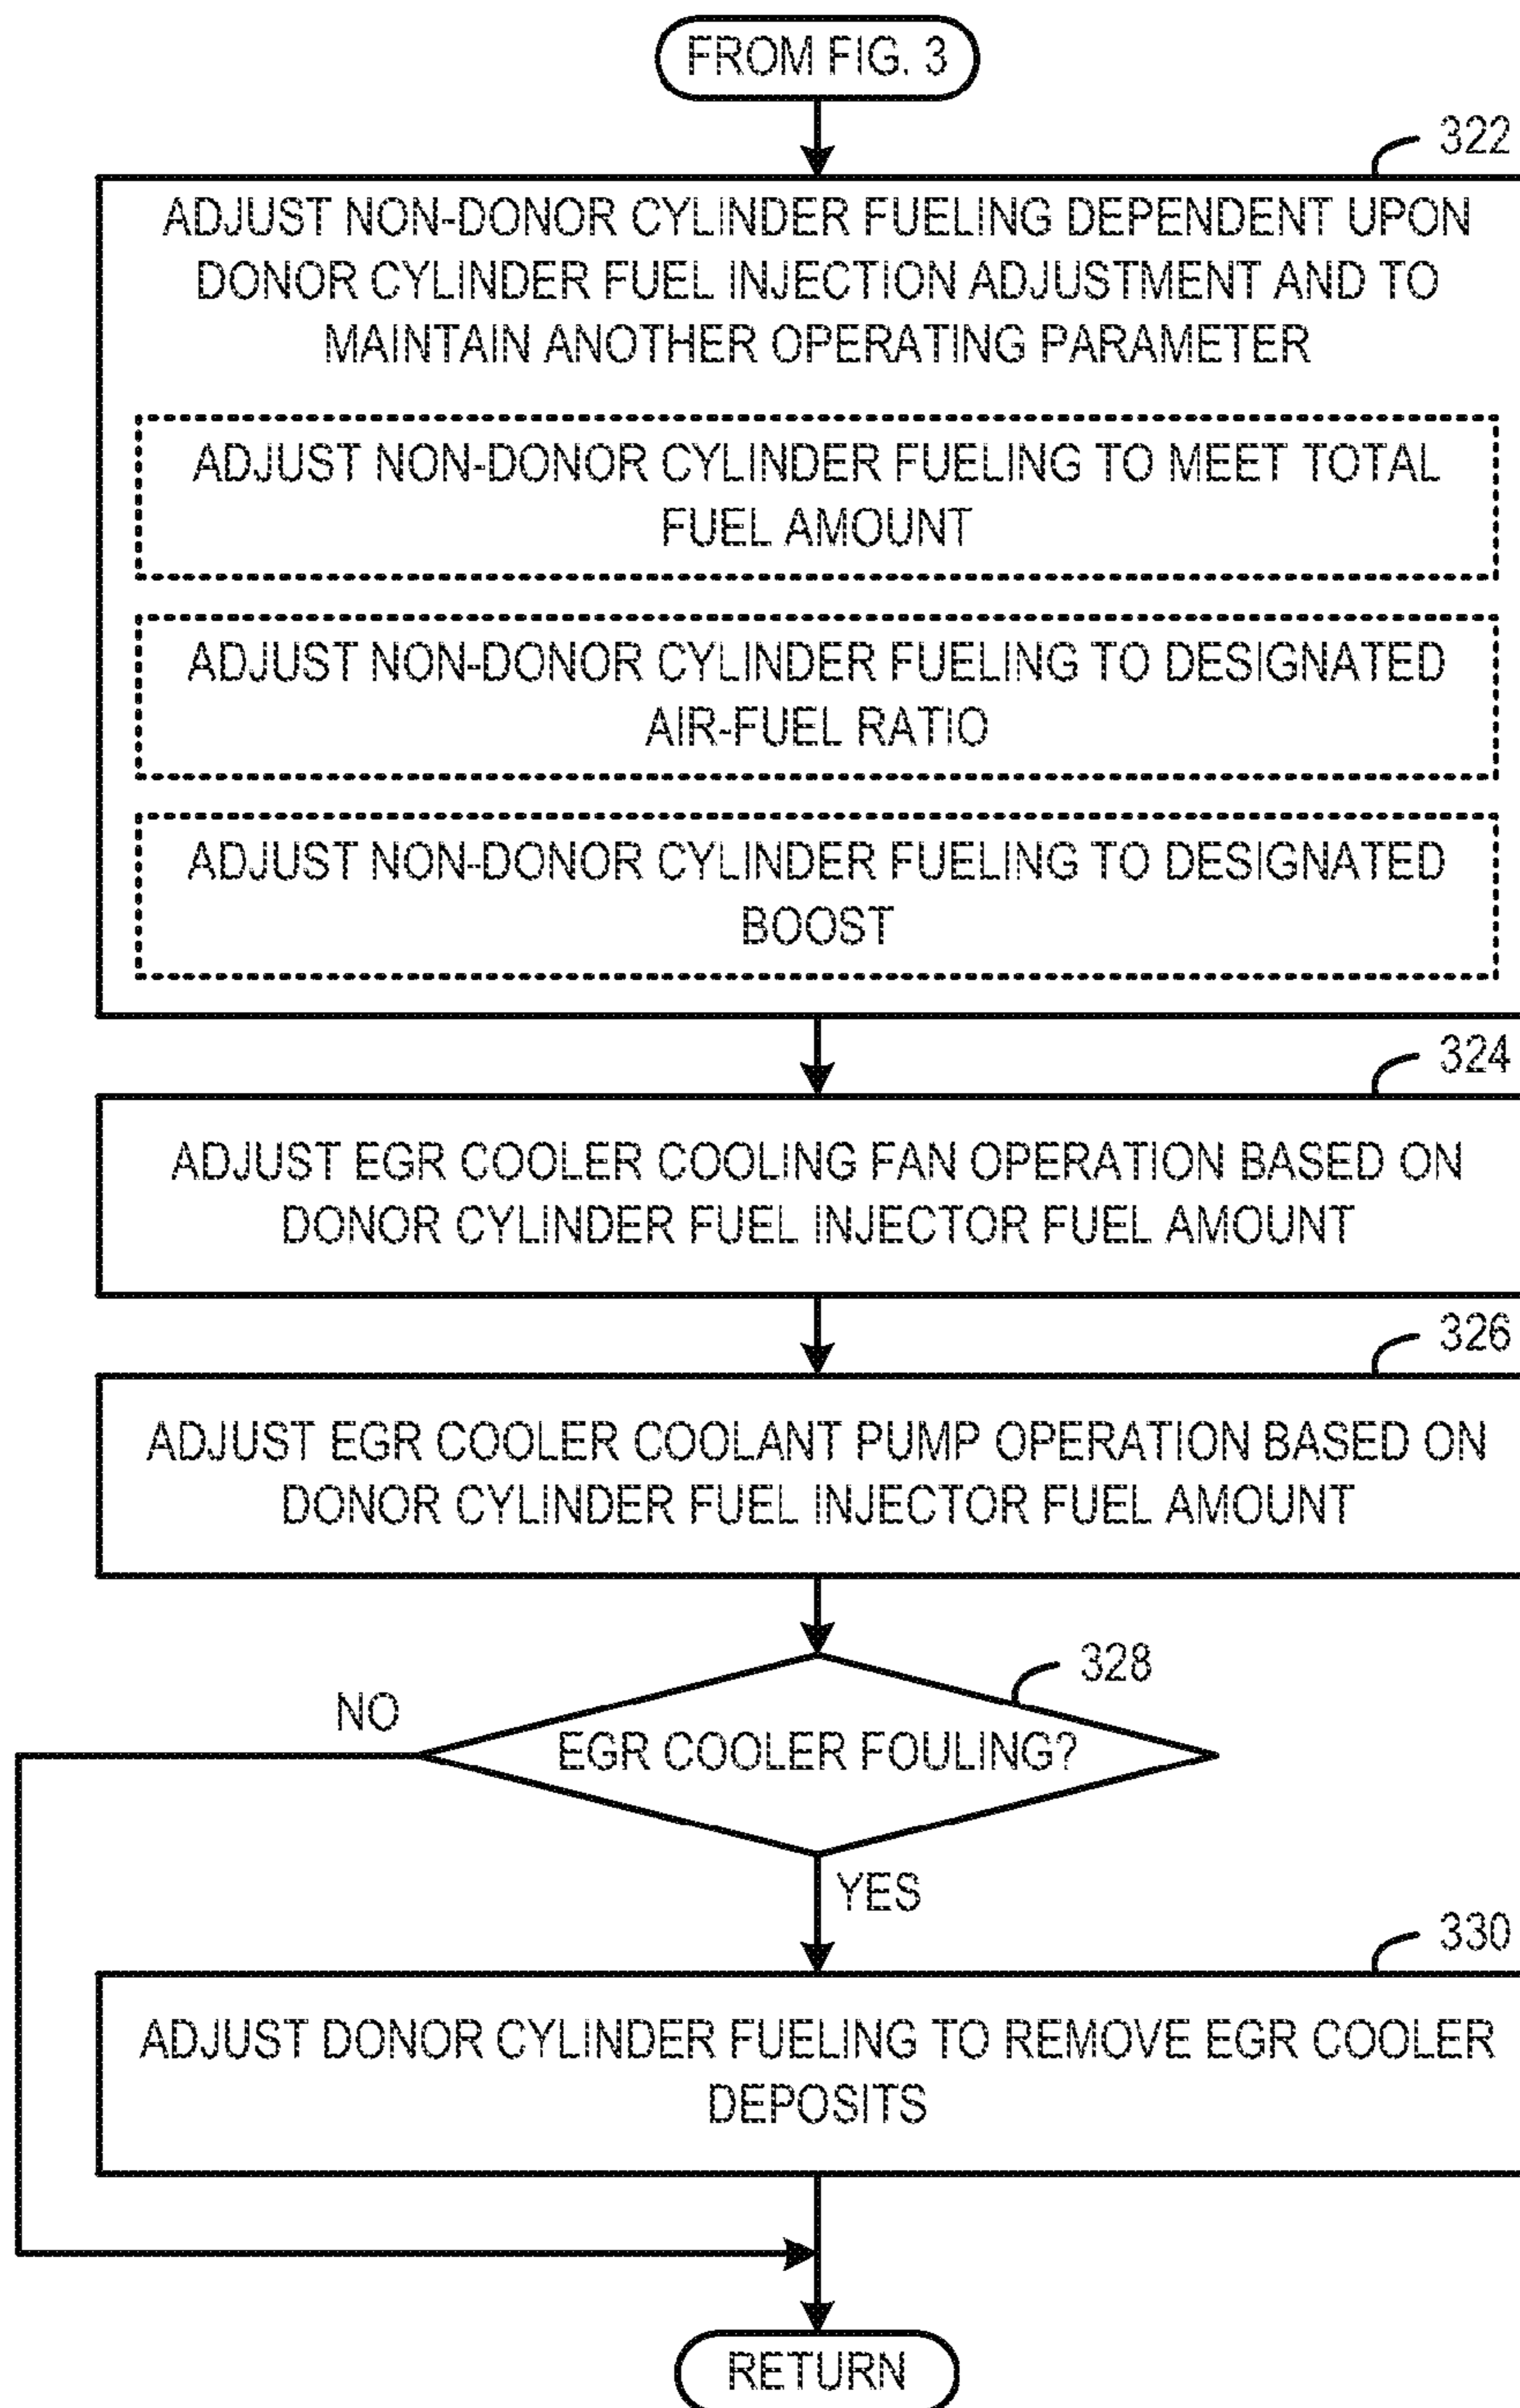 FROM FIG. 3
322
ADJUST NON-DONOR CYLINDER FUELING DEPENDENT UPON
DONOR CYLINDER FUEL INJECTION ADJUSTMENT AND TO
MAINTAIN ANOTHER OPERATING PARAMETER
ADJUST NON-DONOR CYLINDER FUELING TO MEET TOTAL
FUEL AMOUNT
ADJUST NON-DONOR CYLINDER FUELING TO DESIGNATED
AIR-FUEL RATIO
ADJUST NON-DONOR CYLINDER FUELING TO DESIGNATED
BOOST
324
ADJUST EGR COOLER COOLING FAN OPERATION BASED ON
DONOR CYLINDER FUEL INJECTOR FUEL AMOUNT
326
ADJUST EGR COOLER COOLANT PUMP OPERATION BASED ON
DONOR CYLINDER FUEL INJECTOR FUEL AMOUNT
328
NO
EGR COOLER FOULING?
YES
330
ADJUST DONOR CYLINDER FUELING TO REMOVE EGR COOLER
DEPOSITS
RETURN